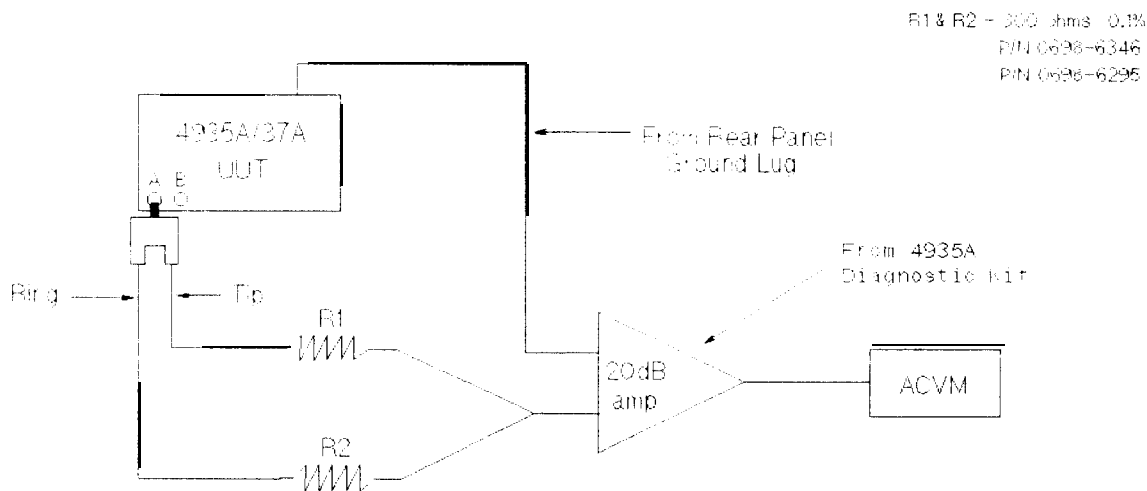 R1 & R2 - 300 ohms 0.1%
P/N 0698-6346
P/N 0698-6295
4935A/37A
UUT
A B
From Rear Panel
Ground Lug
From 4935A
Diagnostic Kit
Ring
Tip
R1
20dB
amp
ACVM
R2